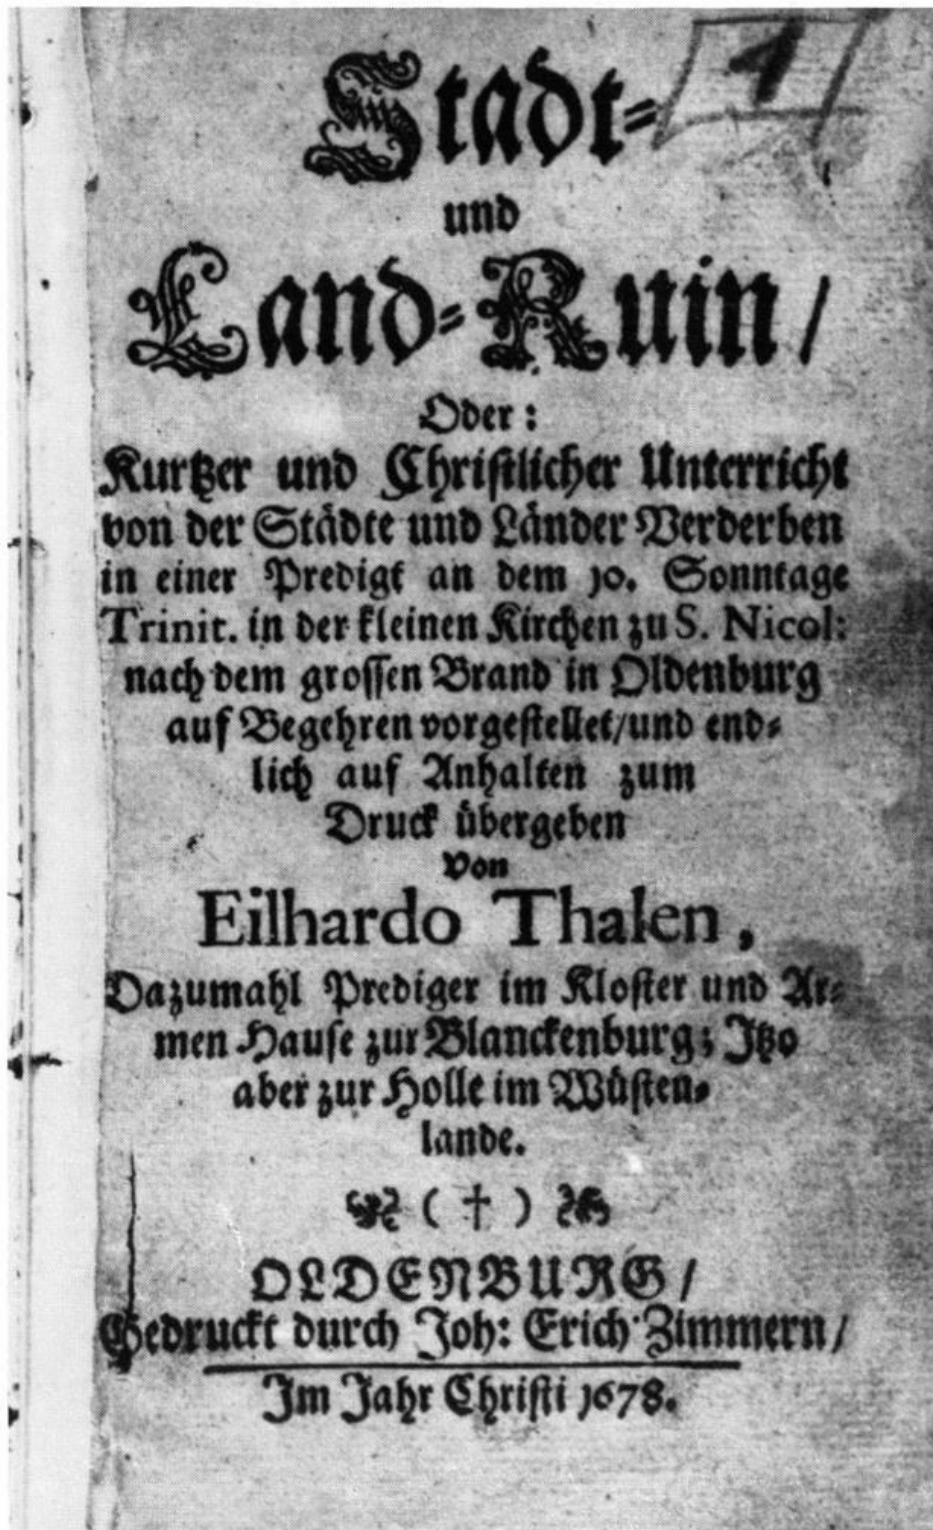 1
Stadt-
und
Land-Ruin/
Oder:
Kurtzer und Christlicher Unterricht
von der Städte und Länder Verderben
in einer Predigt an dem 10. Sonntage
Trinit. in der kleinen Kirchen zu S. Nicol:
nach dem grossen Brand in Oldenburg
auf Begehren vorgestellet/und end-
lich auf Anhalten zum
Druck übergeben
Von
Eilhardo Thalen,
Dazumahl Prediger im Kloster und Ar-
men Hause zur Blanckenburg; Itzo
aber zur Holle im Wüsten-
lande.
( † )
OLDENBURG/
Gedruckt durch Joh: Erich Zimmern/
Im Jahr Christi 1678.